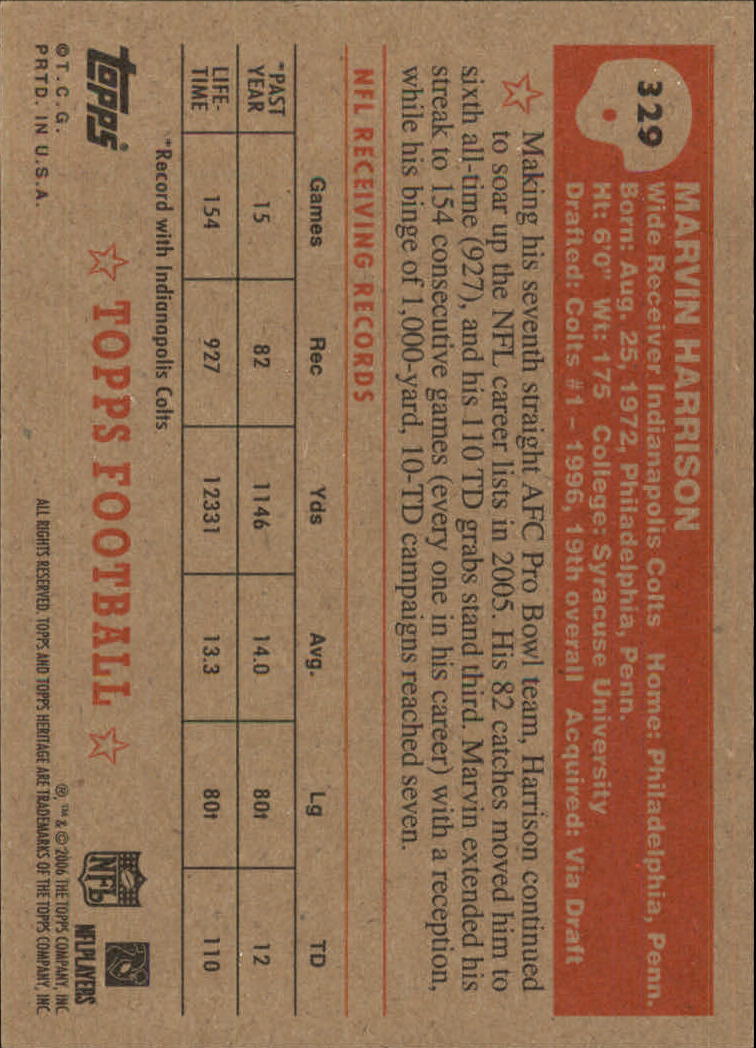 329
MARVIN HARRISON
Wide Receiver Indianapolis Colts Home: Philadelphia, Penn.
Born: Aug. 25, 1972, Philadelphia, Penn.
Ht: 6'0" Wt: 175 College: Syracuse University
Drafted: Colts #1 – 1996, 19th overall Acquired: Via Draft
Making his seventh straight AFC Pro Bowl team, Harrison continued
to soar up the NFL career lists in 2005. His 82 catches moved him to
sixth all-time (927), and his 110 TD grabs stand third. Marvin extended his
streak to 154 consecutive games (every one in his career) with a reception,
while his binge of 1,000-yard, 10-TD campaigns reached seven.
NFL RECEIVING RECORDS
Games Rec Yds Avg. Lg TD
*PAST YEAR 15 82 1146 14.0 80t 12
LIFE-TIME 154 927 12331 13.3 80t 110
*Record with Indianapolis Colts
topps
©T.C.G.
PRTD. IN U.S.A.
TOPPS FOOTBALL
NFL
NFLPLAYERS
® ™ & © 2006 THE TOPPS COMPANY, INC
ALL RIGHTS RESERVED. TOPPS AND TOPPS HERITAGE ARE TRADEMARKS OF THE TOPPS COMPANY, INC